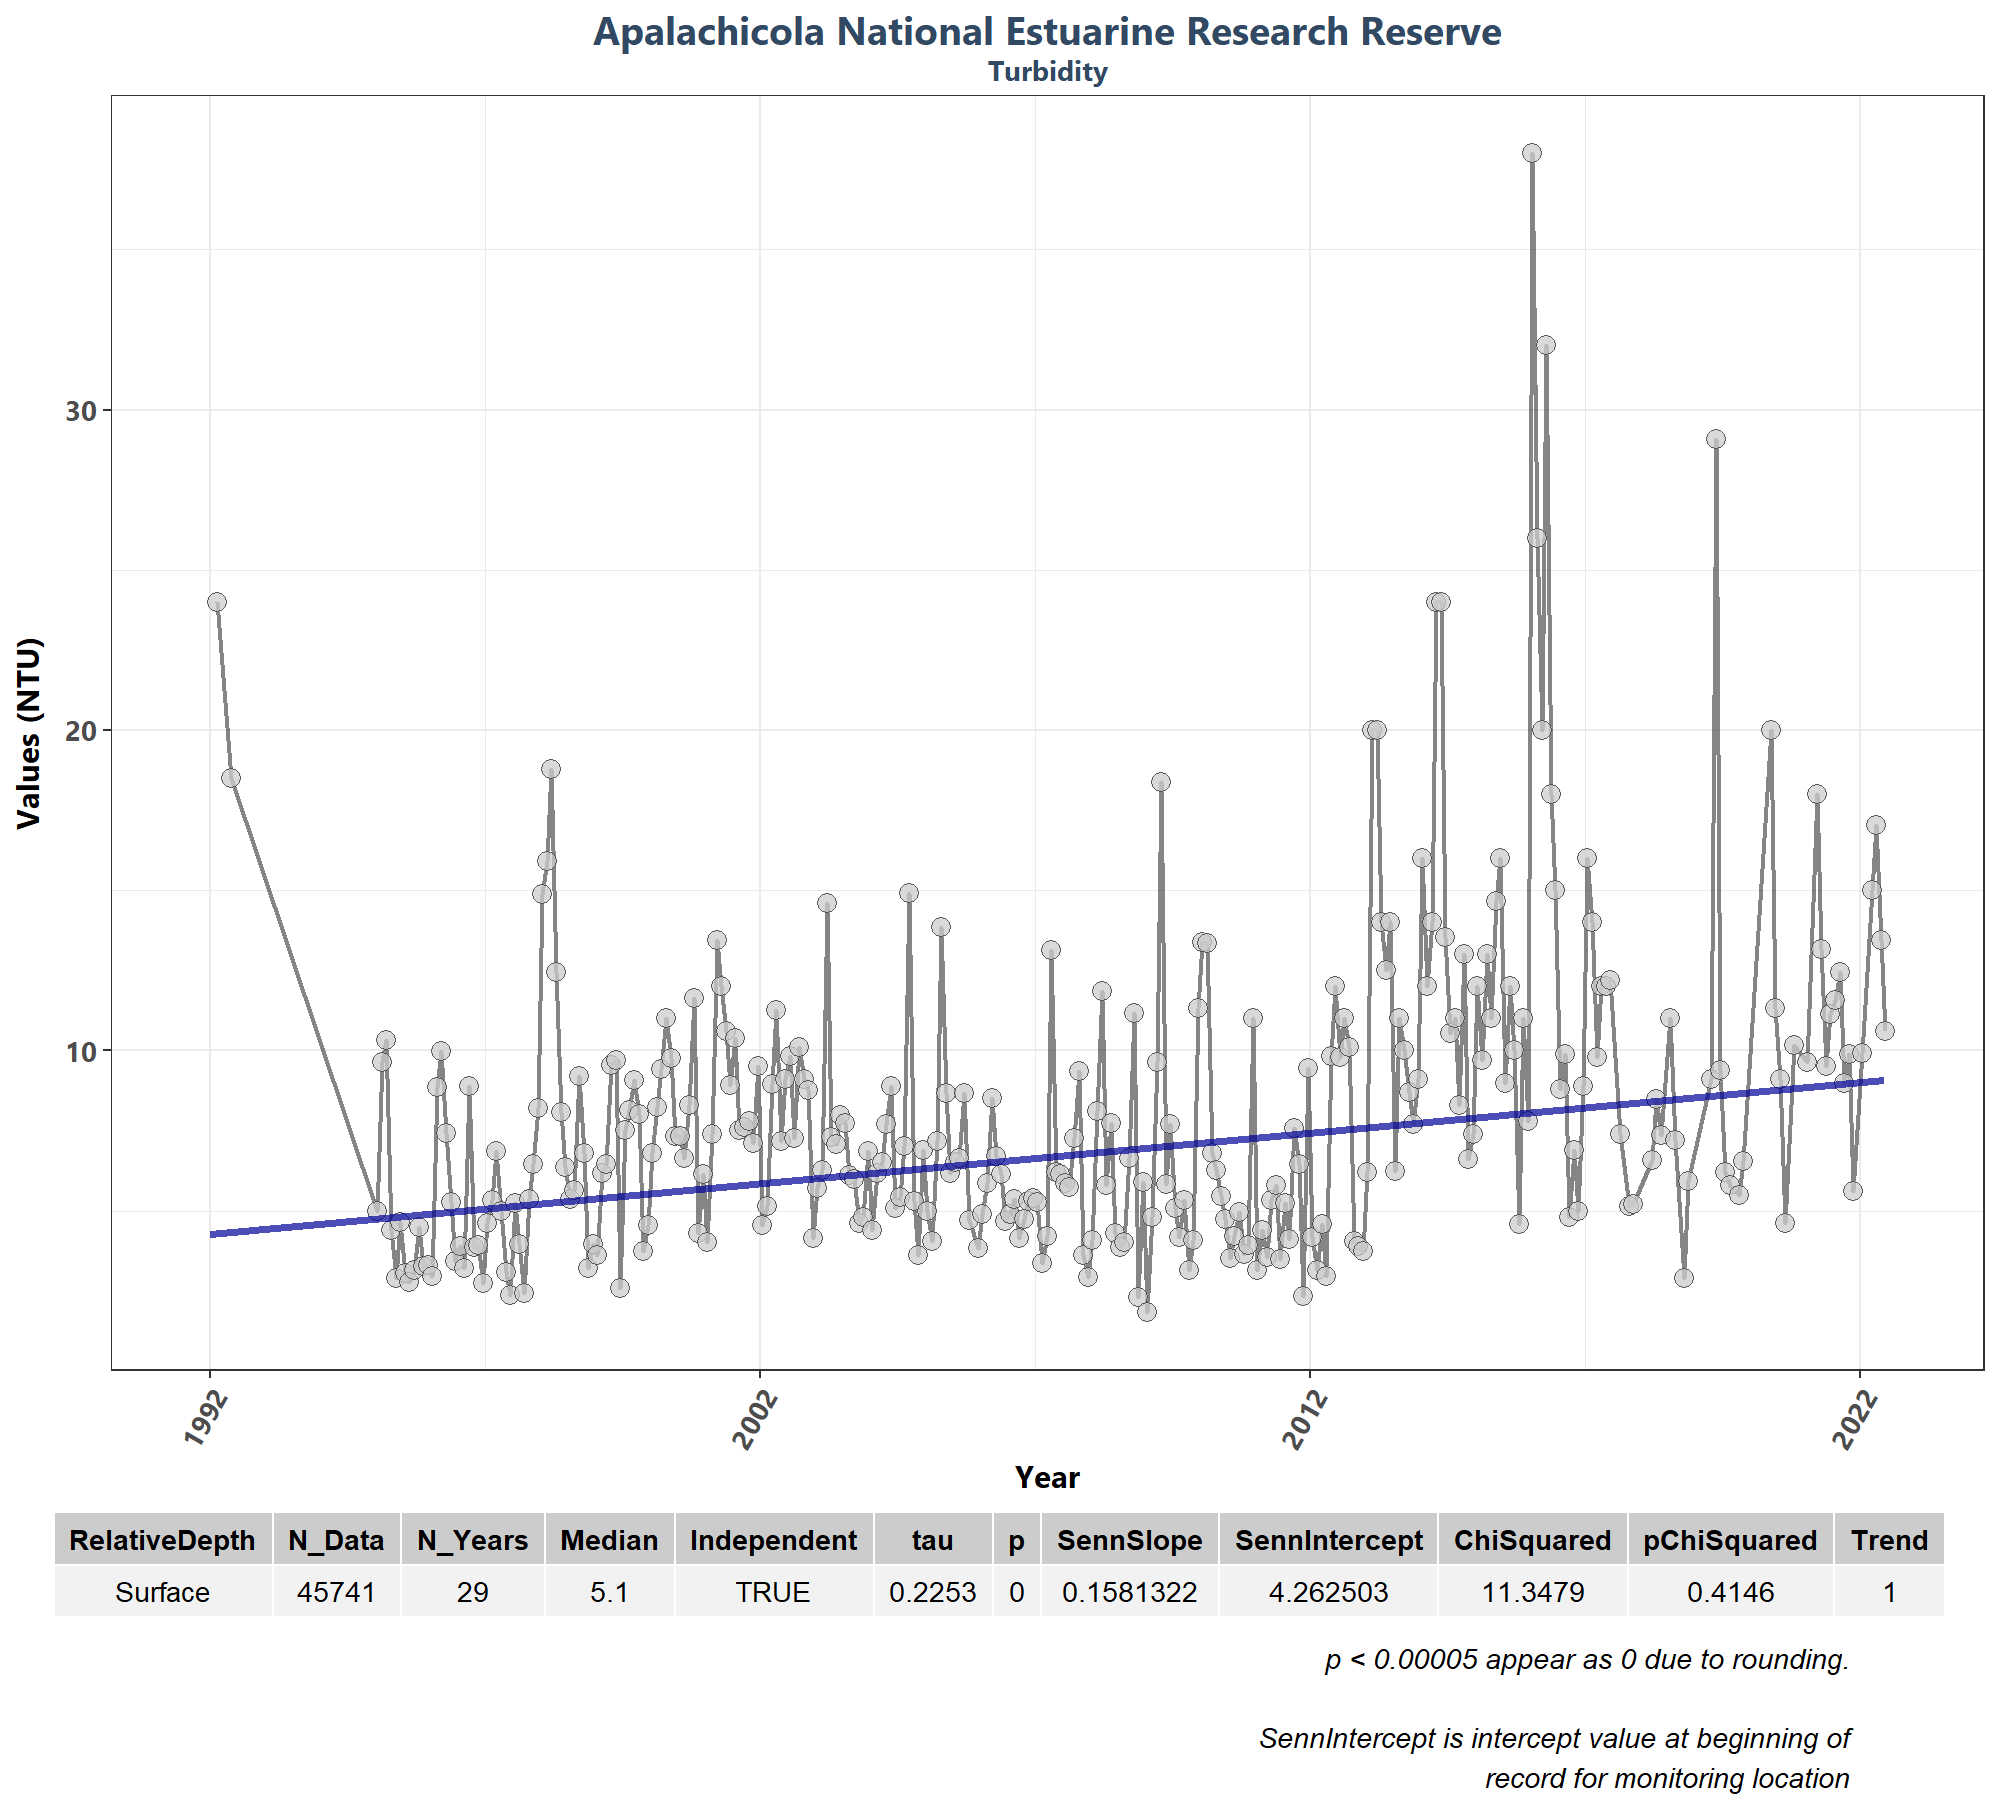 Apalachicola National Estuarine Research Reserve
Turbidity
Values (NTU)
30
20
10
1992 2002 2012 2022
Year
RelativeDepth N_Data N_Years Median Independent tau p SennSlope SennIntercept ChiSquared pChiSquared Trend
Surface 45741 29 5.1 TRUE 0.2253 0 0.1581322 4.262503 11.3479 0.4146 1
p < 0.00005 appear as 0 due to rounding.
SennIntercept is intercept value at beginning of
record for monitoring location